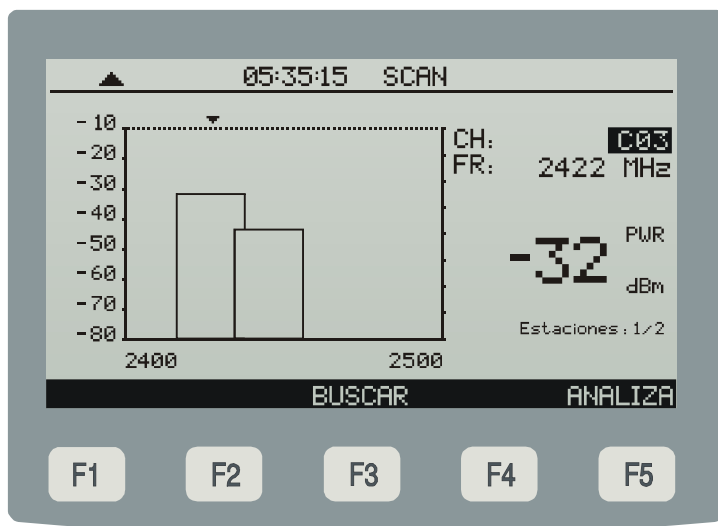 05:35:15 SCAN
-10
-20
-30
-40
-50
-60
-70
-80
2400 2500
CH: C03
FR: 2422 MHz
-32 PWR dBm
Estaciones: 1/2
BUSCAR ANALIZA
F1 F2 F3 F4 F5